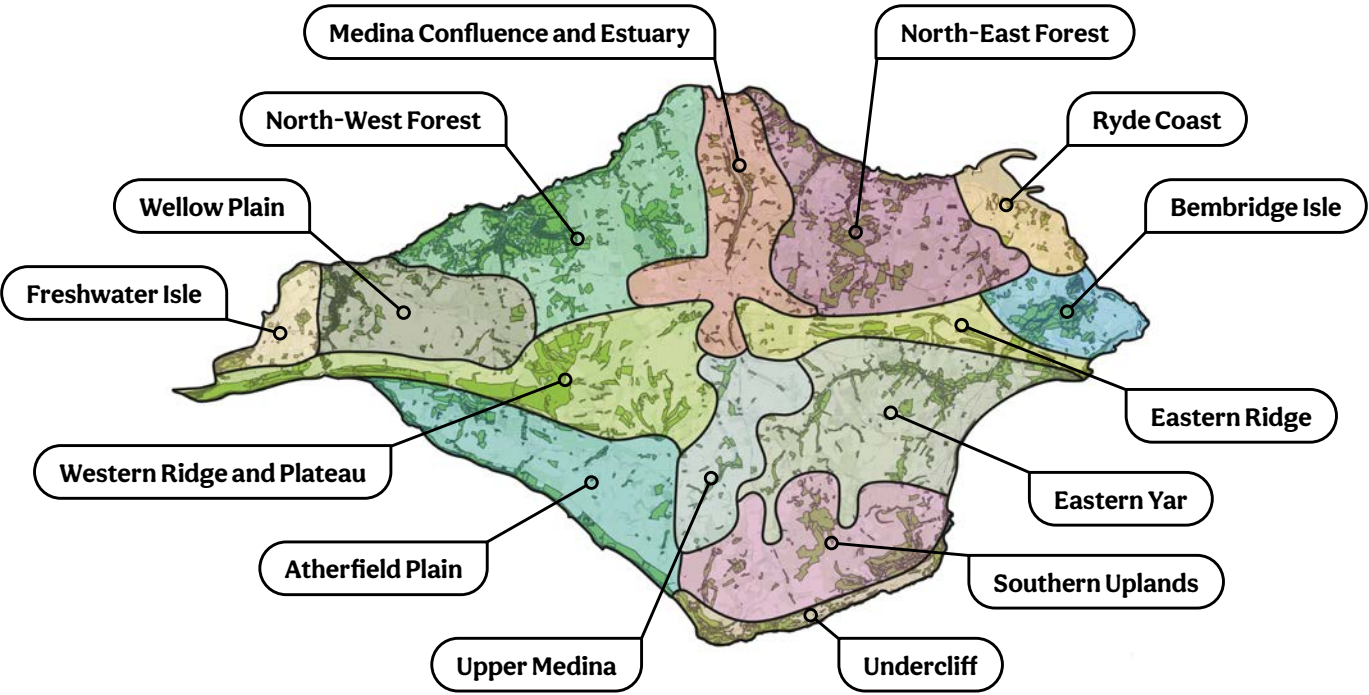 Medina Confluence and Estuary
North-East Forest
North-West Forest
Ryde Coast
Wellow Plain
Bembridge Isle
Freshwater Isle
Eastern Ridge
Western Ridge and Plateau
Eastern Yar
Atherfield Plain
Southern Uplands
Upper Medina
Undercliff